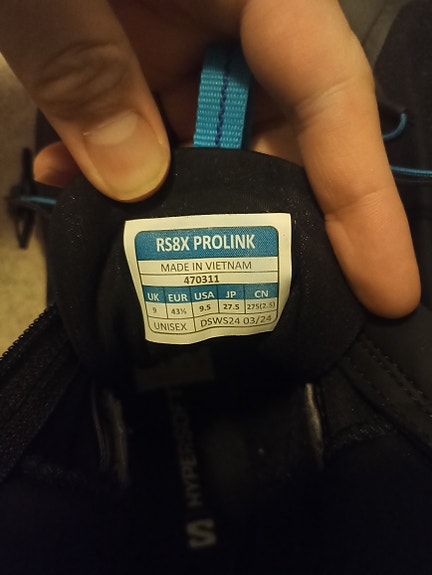 RS8X PROLINK
MADE IN VIETNAM
470311
UK EUR USA JP CN
9 43⅓ 9.5 27.5 275(2.5)
UNISEX DSWS24 03/24
S HYPERSOFT